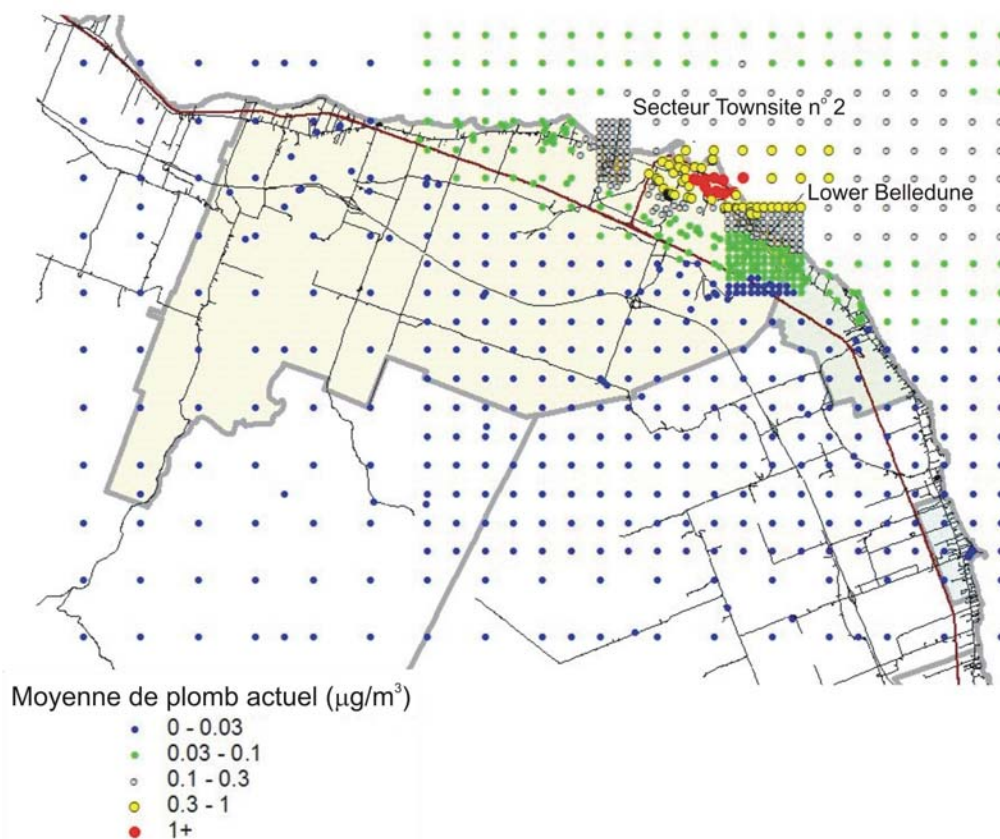 Secteur Townsite n° 2
Lower Belledune
Moyenne de plomb actuel (µg/m³)
0 - 0.03
0.03 - 0.1
0.1 - 0.3
0.3 - 1
1+